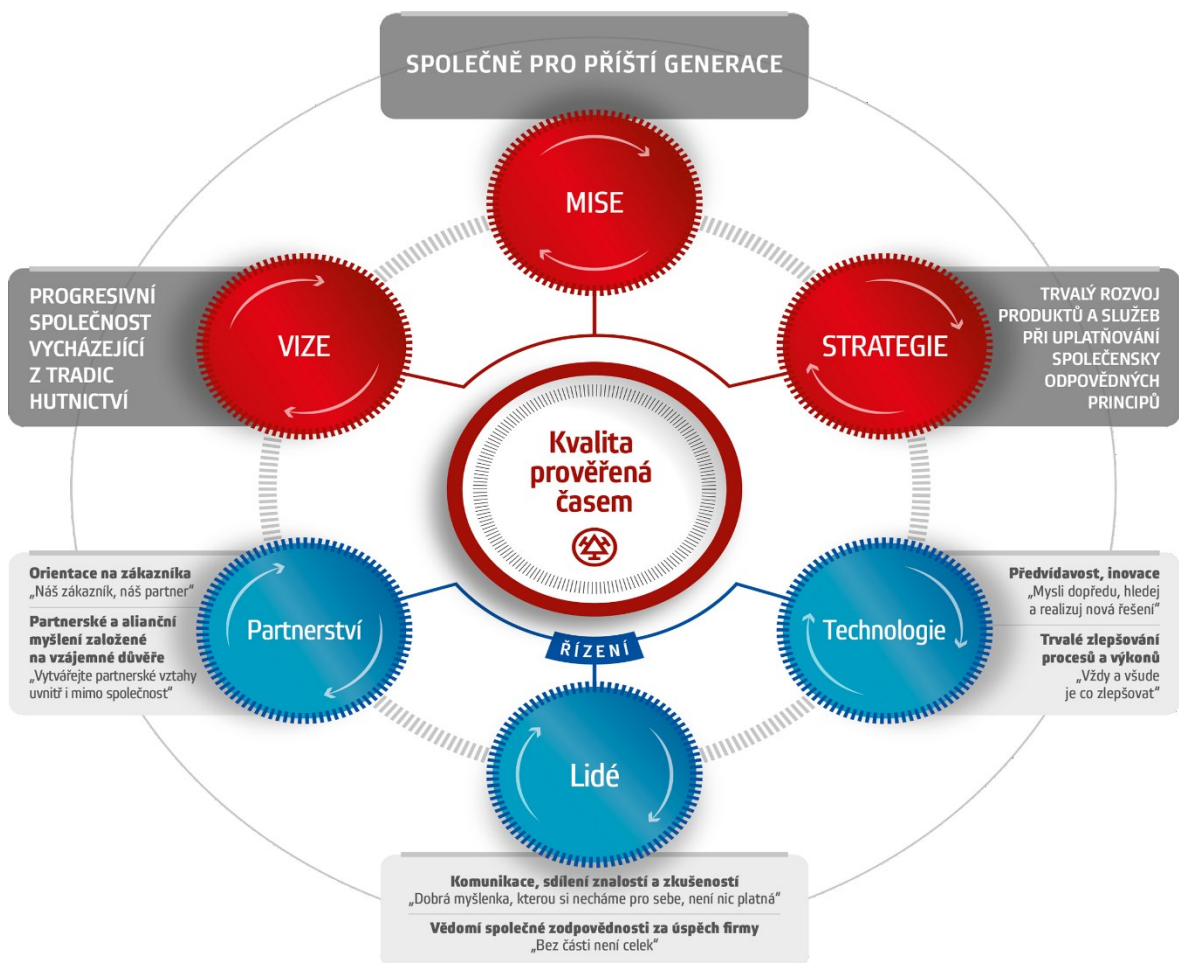 SPOLEČNĚ PRO PŘÍŠTÍ GENERACE
MISE
PROGRESIVNÍ
SPOLEČNOST
VYCHÁZEJÍCÍ
Z TRADIC
HUTNICTVÍ
VIZE
STRATEGIE
TRVALÝ ROZVOJ
PRODUKTŮ A SLUŽEB
PŘI UPLATŇOVÁNÍ
SPOLEČENSKY
ODPOVĚDNÝCH
PRINCIPŮ
Kvalita
prověřená
časem
Orientace na zákazníka
„Náš zákazník, náš partner“
Partnerské a alianční
myšlení založené
na vzájemné důvěře
„Vytvářejte partnerské vztahy
uvnitř i mimo společnost“
Partnerství
ŘÍZENÍ
Technologie
Předvídavost, inovace
„Mysli dopředu, hledej
a realizuj nová řešení“
Trvalé zlepšování
procesů a výkonů
„Vždy a všude
je co zlepšovat“
Lidé
Komunikace, sdílení znalostí a zkušeností
„Dobrá myšlenka, kterou si necháme pro sebe, není nic platná“
Vědomí společné zodpovědnosti za úspěch firmy
„Bez části není celek“